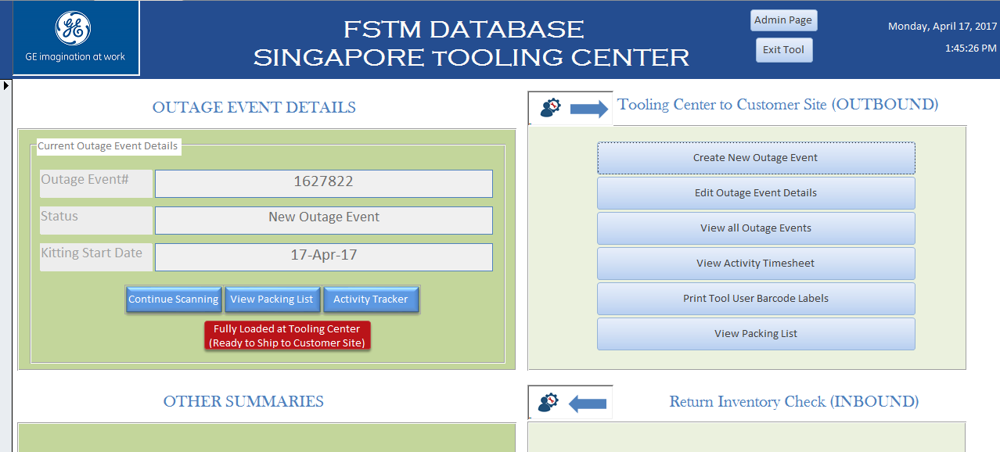 GE imagination at work
FSTM DATABASE
SINGAPORE TOOLING CENTER
Admin Page
Exit Tool
Monday, April 17, 2017
1:45:26 PM
OUTAGE EVENT DETAILS
Current Outage Event Details
Outage Event#
1627822
Status
New Outage Event
Kitting Start Date
17-Apr-17
Continue Scanning
View Packing List
Activity Tracker
Fully Loaded at Tooling Center
(Ready to Ship to Customer Site)
Tooling Center to Customer Site (OUTBOUND)
Create New Outage Event
Edit Outage Event Details
View all Outage Events
View Activity Timesheet
Print Tool User Barcode Labels
View Packing List
OTHER SUMMARIES
Return Inventory Check (INBOUND)